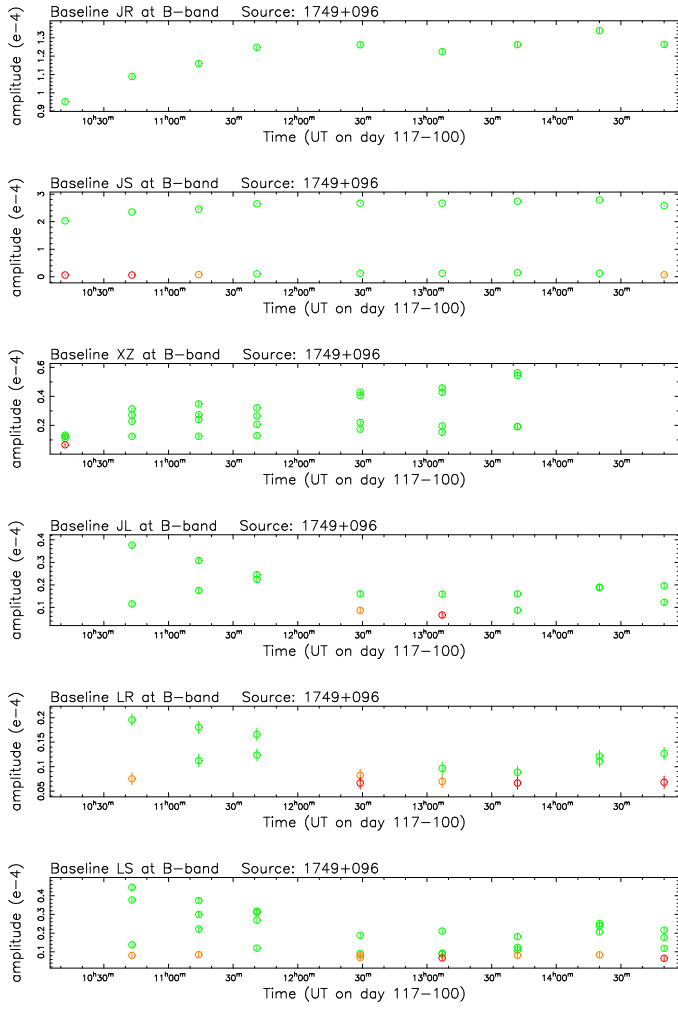 Baseline JR at B−band Source: 1749+096
amplitude (e−4)
0.9 1 1.1 1.2 1.3
10h30m 11h00m 30m 12h00m 30m 13h00m 30m 14h00m 30m
Time (UT on day 117−100)
Baseline JS at B−band Source: 1749+096
amplitude (e−4)
0 1 2 3
10h30m 11h00m 30m 12h00m 30m 13h00m 30m 14h00m 30m
Time (UT on day 117−100)
Baseline XZ at B−band Source: 1749+096
amplitude (e−4)
0.2 0.4 0.6
10h30m 11h00m 30m 12h00m 30m 13h00m 30m 14h00m 30m
Time (UT on day 117−100)
Baseline JL at B−band Source: 1749+096
amplitude (e−4)
0.1 0.2 0.3 0.4
10h30m 11h00m 30m 12h00m 30m 13h00m 30m 14h00m 30m
Time (UT on day 117−100)
Baseline LR at B−band Source: 1749+096
amplitude (e−4)
0.05 0.1 0.15 0.2
10h30m 11h00m 30m 12h00m 30m 13h00m 30m 14h00m 30m
Time (UT on day 117−100)
Baseline LS at B−band Source: 1749+096
amplitude (e−4)
0.1 0.2 0.3 0.4
10h30m 11h00m 30m 12h00m 30m 13h00m 30m 14h00m 30m
Time (UT on day 117−100)